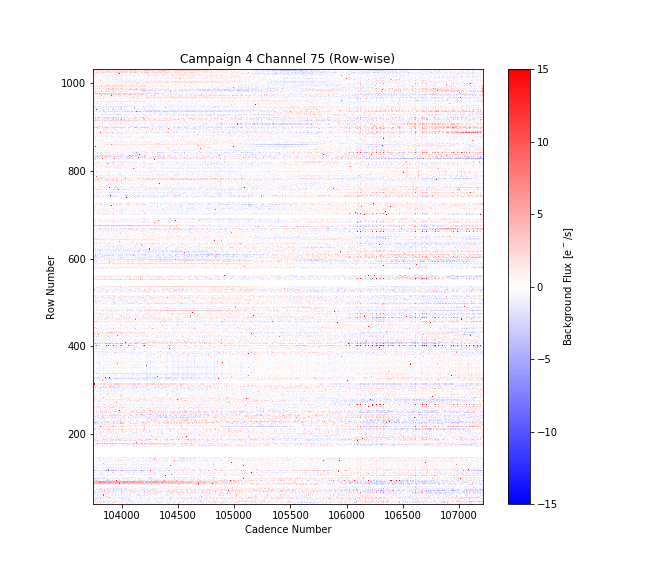 Campaign 4 Channel 75 (Row-wise)
1000
800
600
400
200
Row Number
104000 104500 105000 105500 106000 106500 107000
Cadence Number
15
10
5
0
−5
−10
−15
Background Flux [e⁻/s]